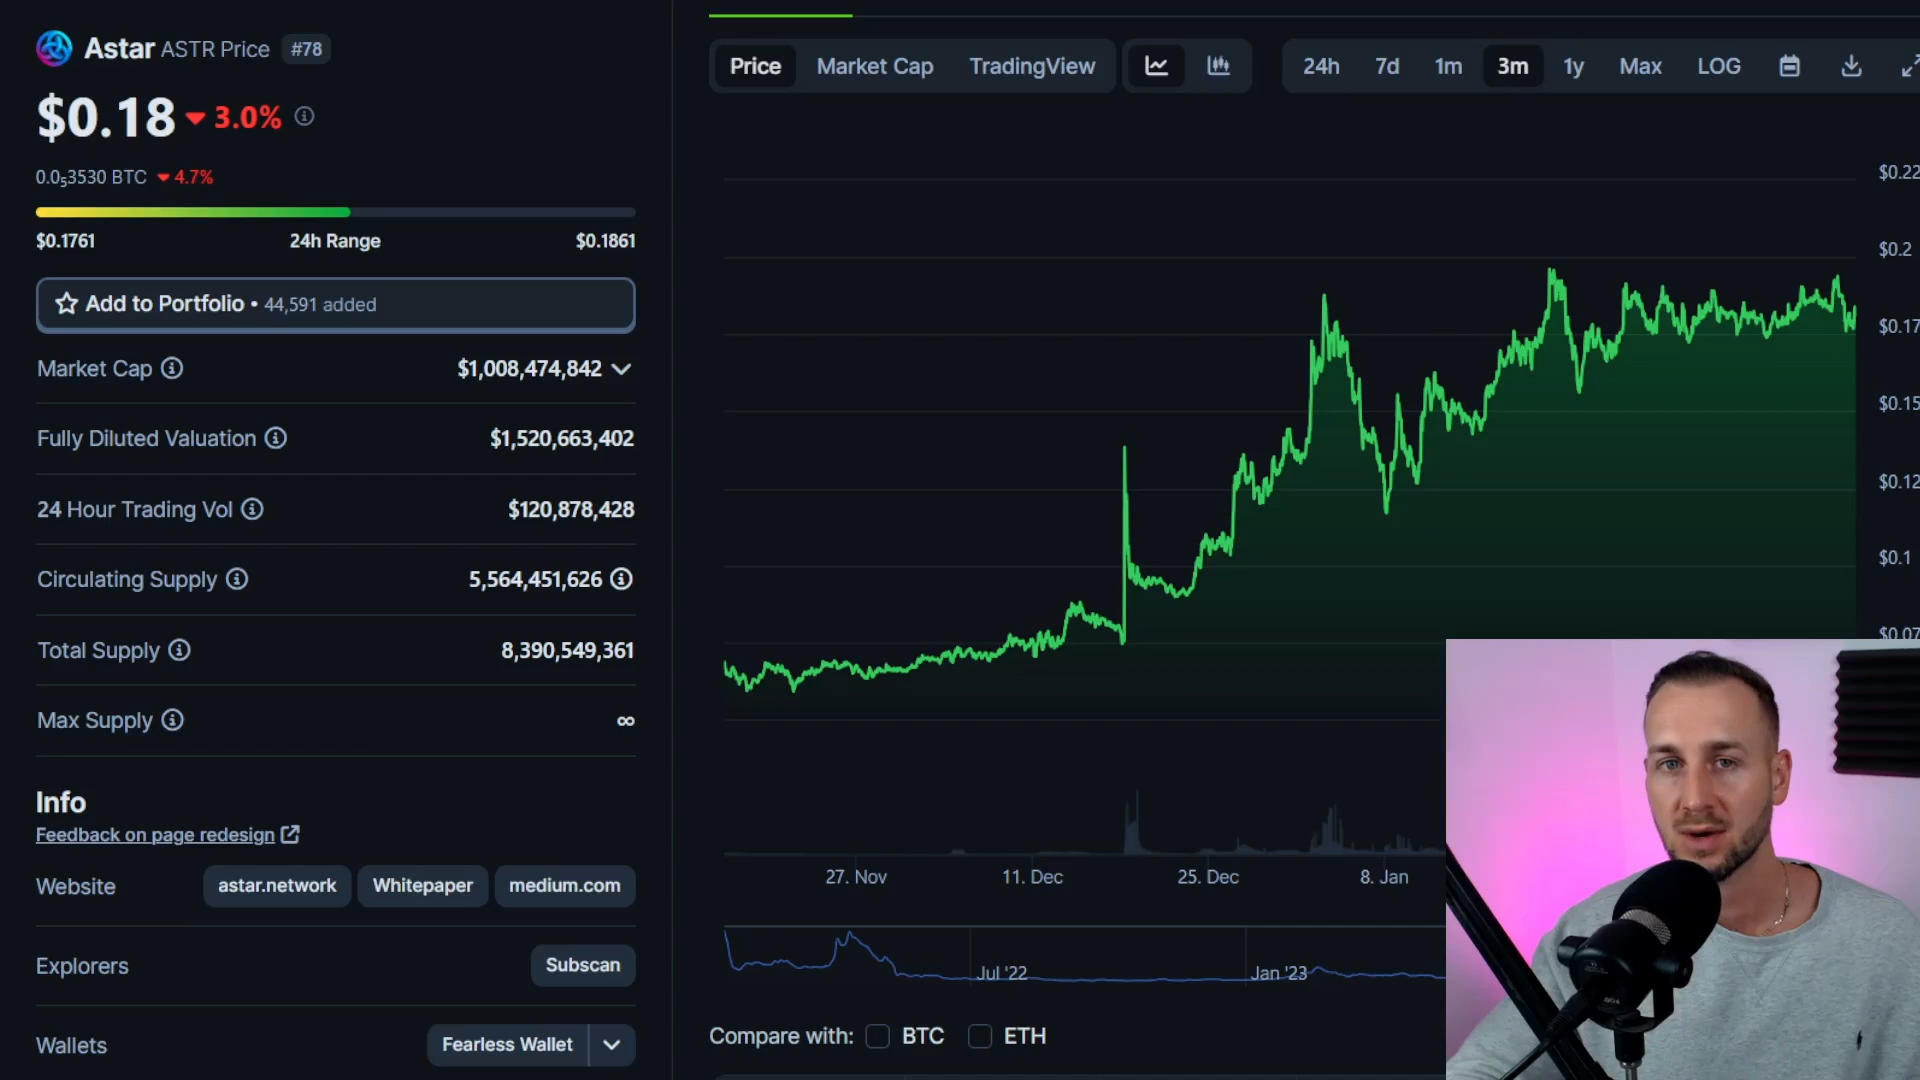 Astar ASTR Price #78
$0.18 3.0%
0.0₅3530 BTC 4.7%
$0.1761 24h Range $0.1861
Add to Portfolio • 44,591 added
Market Cap $1,008,474,842
Fully Diluted Valuation $1,520,663,402
24 Hour Trading Vol $120,878,428
Circulating Supply 5,564,451,626
Total Supply 8,390,549,361
Max Supply ∞
Info
Feedback on page redesign
Website astar.network Whitepaper medium.com
Explorers Subscan
Wallets Fearless Wallet
Price Market Cap TradingView 24h 7d 1m 3m 1y Max LOG
$0.22
$0.2
$0.17
$0.15
$0.12
$0.1
$0.07
27. Nov 11. Dec 25. Dec 8. Jan
Jul '22 Jan '23
Compare with: BTC ETH